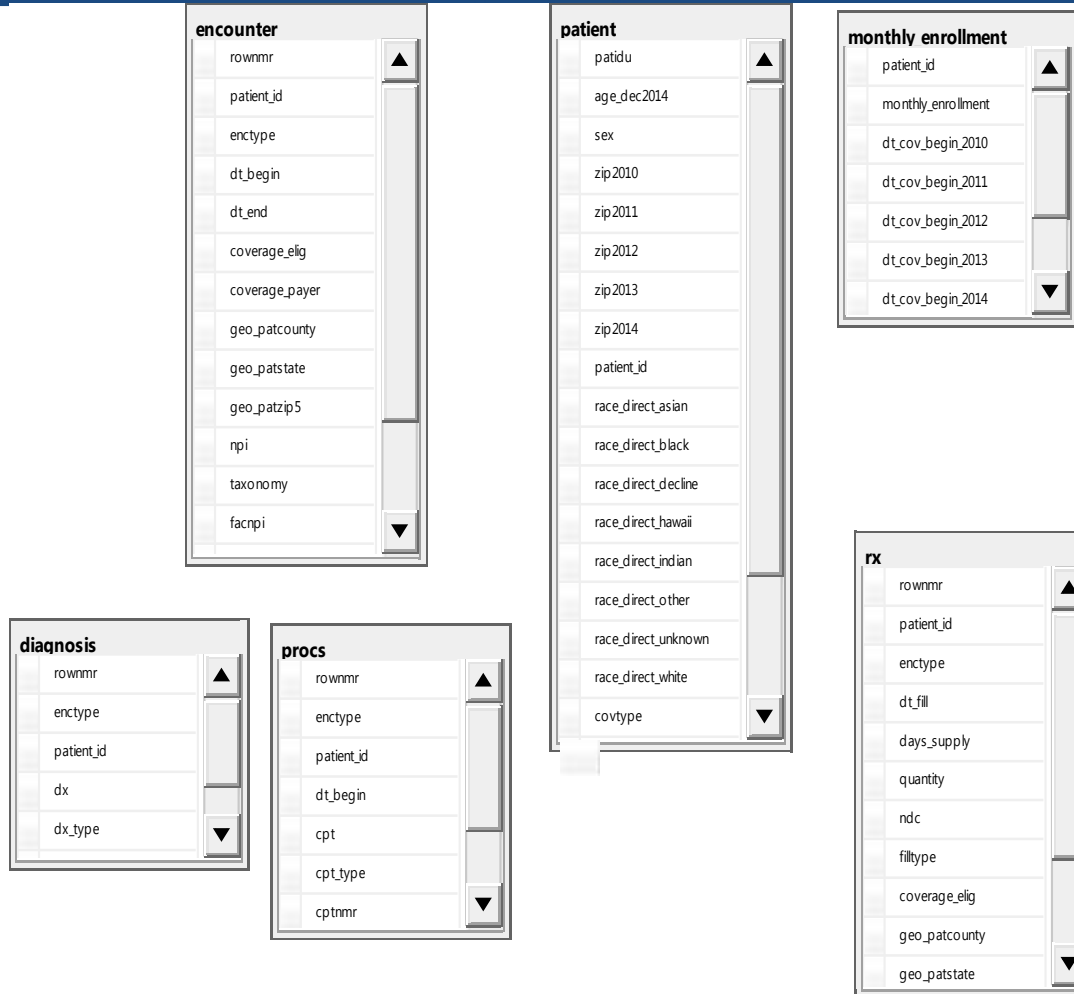 encounter
rownmr
patient_id
enctype
dt_begin
dt_end
coverage_elig
coverage_payer
geo_patcounty
geo_patstate
geo_patzip5
npi
taxonomy
facnpi
patient
patidu
age_dec2014
sex
zip2010
zip2011
zip2012
zip2013
zip2014
patient_id
race_direct_asian
race_direct_black
race_direct_decline
race_direct_hawaii
race_direct_indian
race_direct_other
race_direct_unknown
race_direct_white
covtype
monthly enrollment
patient_id
monthly_enrollment
dt_cov_begin_2010
dt_cov_begin_2011
dt_cov_begin_2012
dt_cov_begin_2013
dt_cov_begin_2014
diagnosis
rownmr
enctype
patient_id
dx
dx_type
procs
rownmr
enctype
patient_id
dt_begin
cpt
cpt_type
cptnmr
rx
rownmr
patient_id
enctype
dt_fill
days_supply
quantity
ndc
filltype
coverage_elig
geo_patcounty
geo_patstate